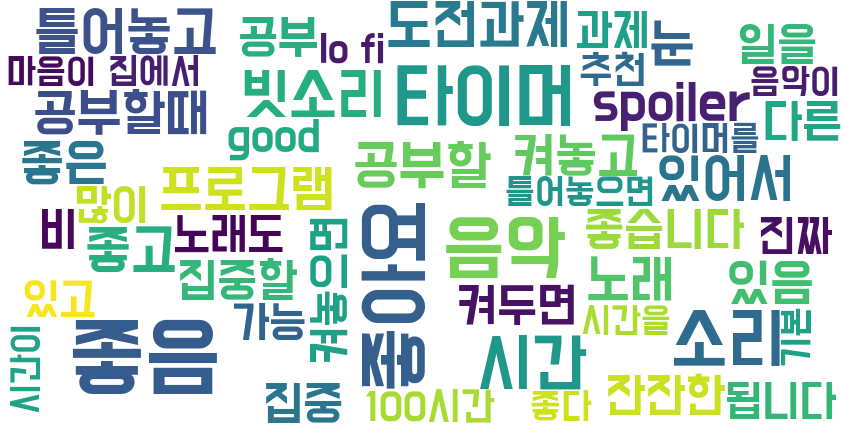 틀어놓고
공부
lo fi
도전과제
과제
눈
일을
마음이
집에서
추천
음악이
공부할때
빗소리
타이머
spoiler
다른
good
타이머를
좋은
공부할
켜놓고
있어서
많이
프로그램
틀어놓으면
비
좋고
노래도
좋아요
음악
좋습니다
진짜
집중할
켜놓으면
노래
있음
있고
가능
켜두면
시간을
기본
시간이
좋음
시간
소리
집중
100시간
좋다
잔잔한
됩니다